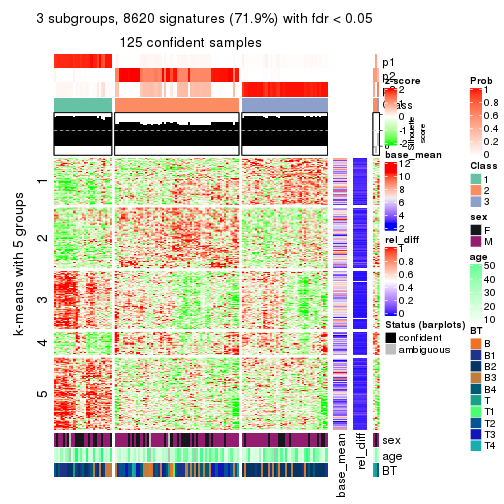 3 subgroups, 8620 signatures (71.9%) with fdr < 0.05
125 confident samples
p1
p2
z-score
2
1
0
-1
-2
Silhouette
score
k-means with 5 groups
1
2
3
4
5
base_mean
12
10
8
6
4
2
rel_diff
1
0.8
0.6
0.4
0.2
0
Status (barplots)
confident
ambiguous
base_mean
rel_diff
sex
age
BT
Prob
1
0.8
0.6
0.4
0.2
0
Class
1
2
3
sex
F
M
age
50
40
30
20
10
BT
B
B1
B2
B3
B4
T
T1
T2
T3
T4